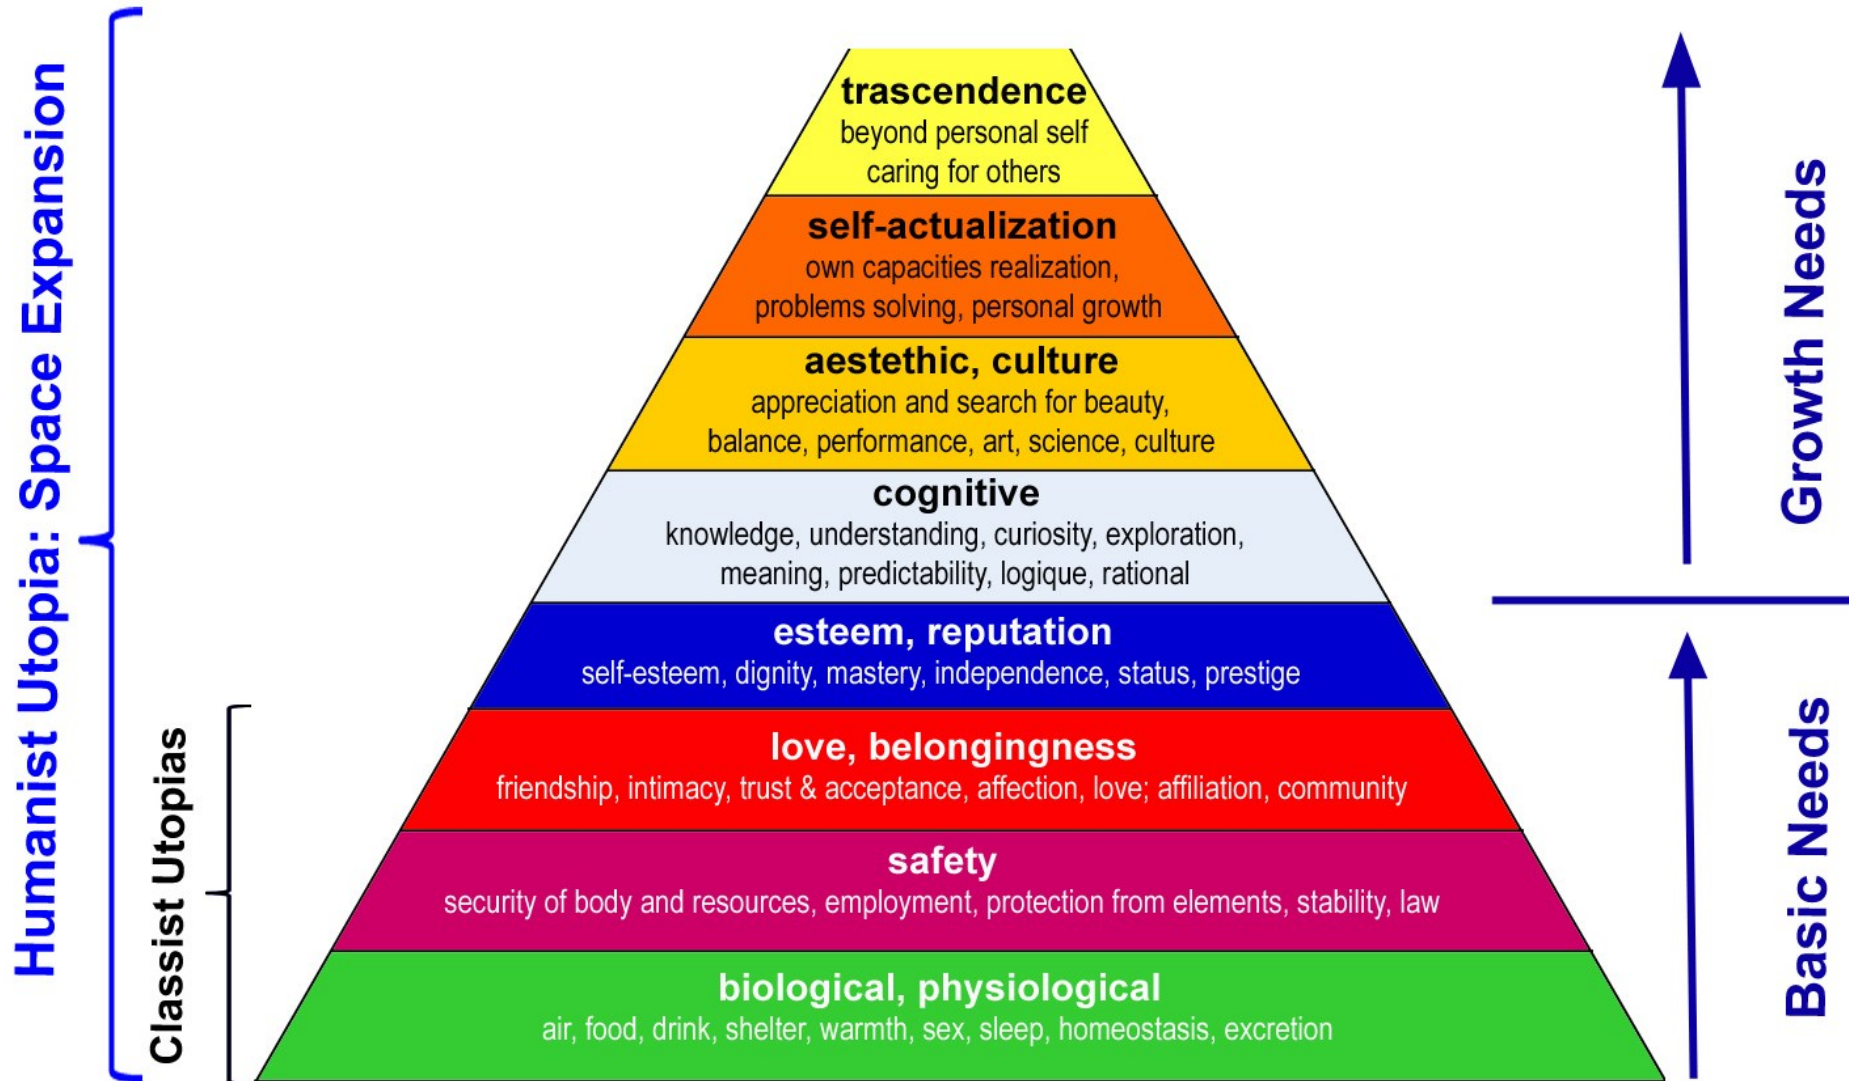 Humanist Utopia: Space Expansion
Classist Utopias
trascendence
beyond personal self
caring for others
self-actualization
own capacities realization,
problems solving, personal growth
aestethic, culture
appreciation and search for beauty,
balance, performance, art, science, culture
cognitive
knowledge, understanding, curiosity, exploration,
meaning, predictability, logique, rational
esteem, reputation
self-esteem, dignity, mastery, independence, status, prestige
love, belongingness
friendship, intimacy, trust & acceptance, affection, love; affiliation, community
safety
security of body and resources, employment, protection from elements, stability, law
biological, physiological
air, food, drink, shelter, warmth, sex, sleep, homeostasis, excretion
Growth Needs
Basic Needs